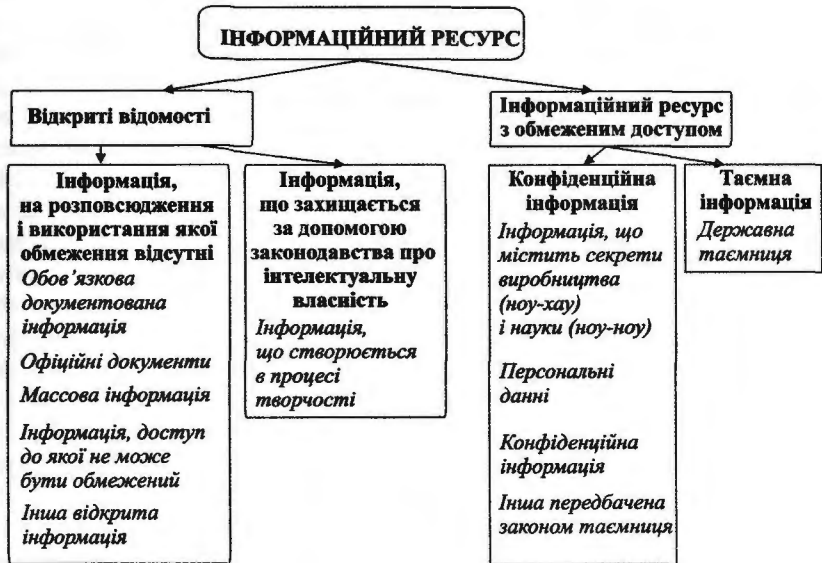 ІНФОРМАЦІЙНИЙ РЕСУРС
Відкриті відомості
Інформаційний ресурс
з обмеженим доступом
Інформація,
на розповсюдження
і використання якої
обмеження відсутні
Обов’язкова
документована
інформація
Офіційні документи
Массова інформація
Інформація, доступ
до якої не може
бути обмежений
Інша відкрита
інформація
Інформація,
що захищається
за допомогою
законодавства про
інтелектуальну
власність
Інформація,
що створюється
в процесі
творчості
Конфіденційна
інформація
Інформація, що
містить секрети
виробництва
(ноу-хау)
і науки (ноу-ноу)
Персональні
данні
Конфіденційна
інформація
Інша передбачена
законом таємниця
Таємна
інформація
Державна
таємниця